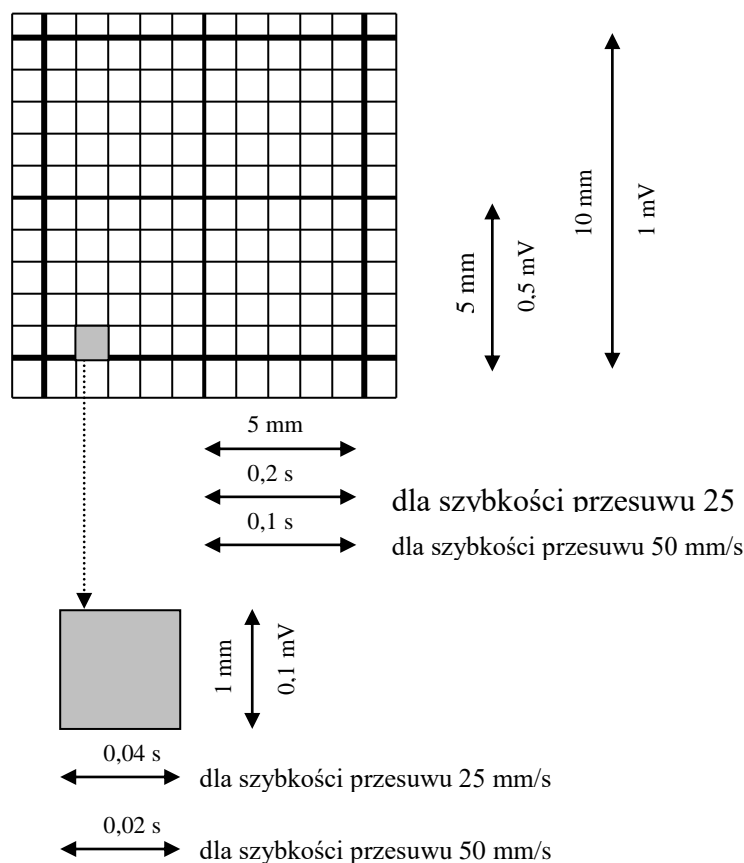 10 mm
1 mV
5 mm
0,5 mV
5 mm
0,2 s
dla szybkości przesuwu 25
0,1 s
dla szybkości przesuwu 50 mm/s
1 mm
0,1 mV
0,04 s
dla szybkości przesuwu 25 mm/s
0,02 s
dla szybkości przesuwu 50 mm/s